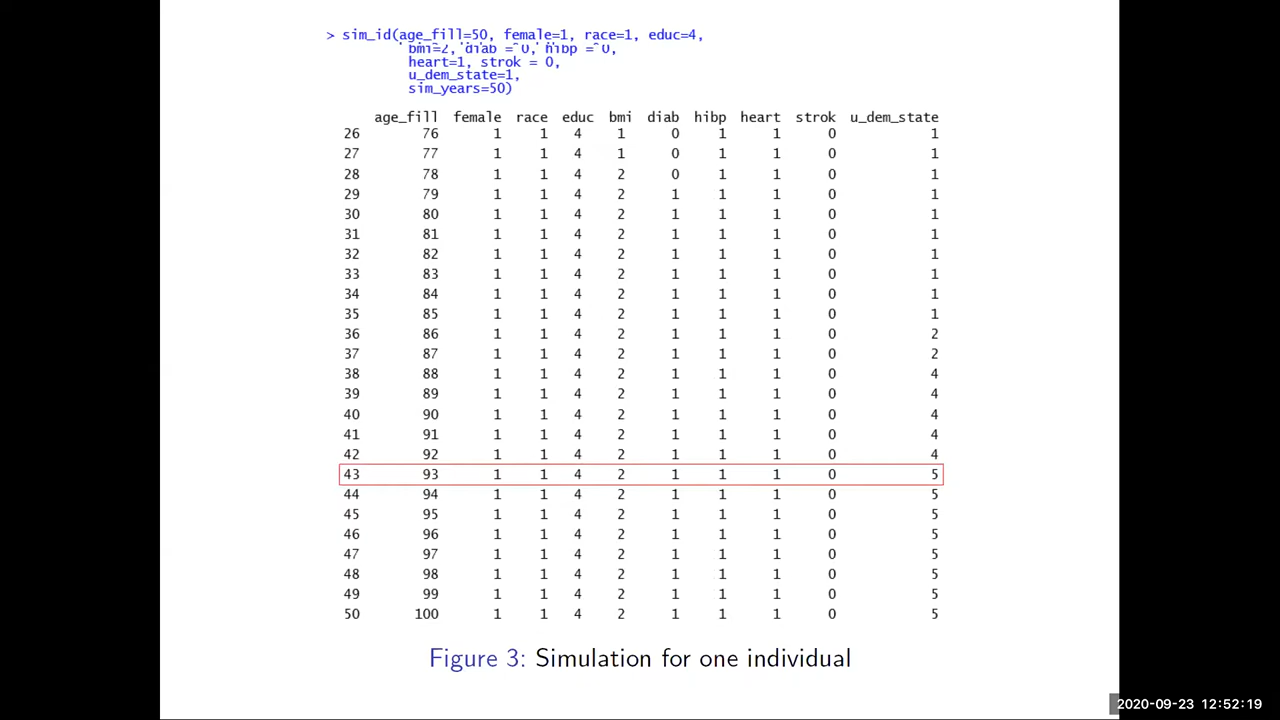 > sim_id(age_fill=50, female=1, race=1, educ=4,
bmi=2, diab = 0, hibp = 0,
heart=1, strok = 0,
u_dem_state=1,
sim_years=50)
age_fill female race educ bmi diab hibp heart strok u_dem_state
26 76 1 1 4 1 0 1 1 0 1
27 77 1 1 4 1 0 1 1 0 1
28 78 1 1 4 2 0 1 1 0 1
29 79 1 1 4 2 1 1 1 0 1
30 80 1 1 4 2 1 1 1 0 1
31 81 1 1 4 2 1 1 1 0 1
32 82 1 1 4 2 1 1 1 0 1
33 83 1 1 4 2 1 1 1 0 1
34 84 1 1 4 2 1 1 1 0 1
35 85 1 1 4 2 1 1 1 0 1
36 86 1 1 4 2 1 1 1 0 2
37 87 1 1 4 2 1 1 1 0 2
38 88 1 1 4 2 1 1 1 0 4
39 89 1 1 4 2 1 1 1 0 4
40 90 1 1 4 2 1 1 1 0 4
41 91 1 1 4 2 1 1 1 0 4
42 92 1 1 4 2 1 1 1 0 4
43 93 1 1 4 2 1 1 1 0 5
44 94 1 1 4 2 1 1 1 0 5
45 95 1 1 4 2 1 1 1 0 5
46 96 1 1 4 2 1 1 1 0 5
47 97 1 1 4 2 1 1 1 0 5
48 98 1 1 4 2 1 1 1 0 5
49 99 1 1 4 2 1 1 1 0 5
50 100 1 1 4 2 1 1 1 0 5
Figure 3: Simulation for one individual
2020-09-23 12:52:19